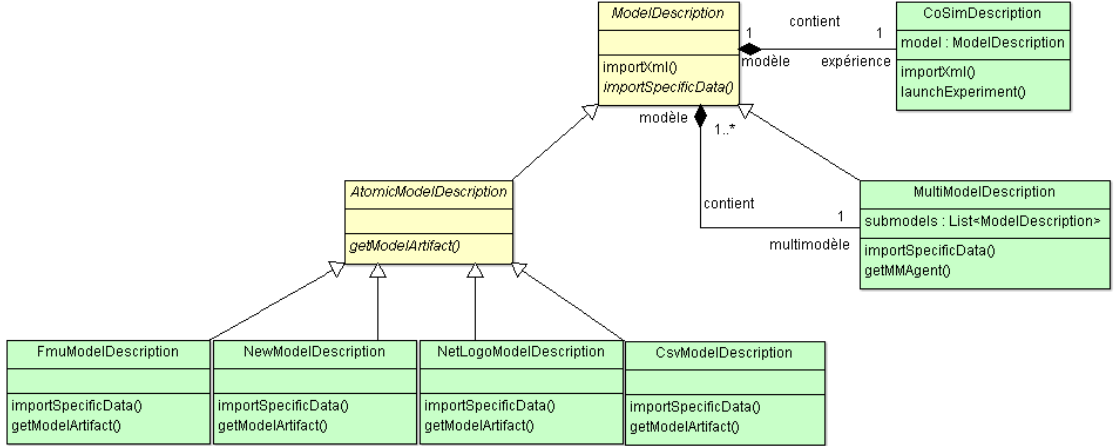 ModelDescription
importXml()
importSpecificData()
contient
1
1
modèle
expérience
CoSimDescription
model : ModelDescription
importXml()
launchExperiment()
modèle
1..*
contient
1
multimodèle
AtomicModelDescription
getModelArtifact()
MultiModelDescription
submodels : List<ModelDescription>
importSpecificData()
getMMAgent()
FmuModelDescription
importSpecificData()
getModelArtifact()
NewModelDescription
importSpecificData()
getModelArtifact()
NetLogoModelDescription
importSpecificData()
getModelArtifact()
CsvModelDescription
importSpecificData()
getModelArtifact()